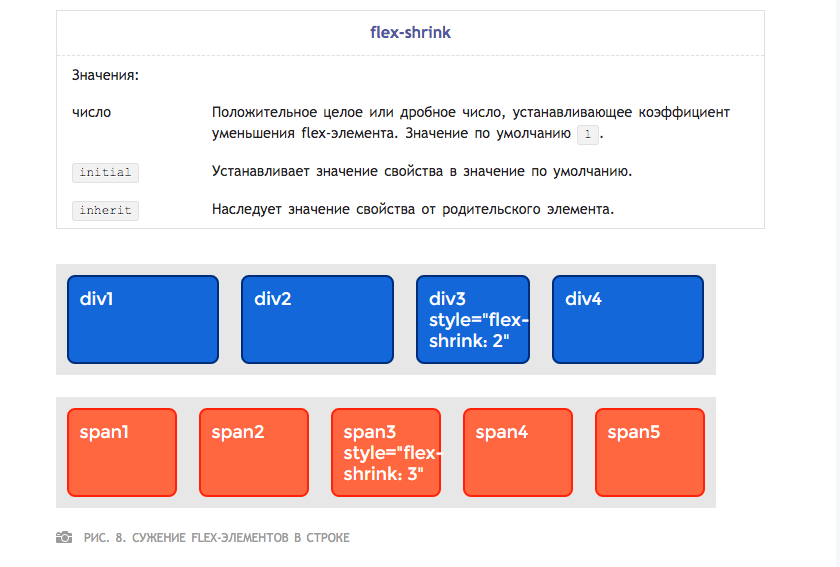 flex-shrink
Значения:
число
Положительное целое или дробное число, устанавливающее коэффициент
уменьшения flex-элемента. Значение по умолчанию 1.
initial
Устанавливает значение свойства в значение по умолчанию.
inherit
Наследует значение свойства от родительского элемента.
div1
div2
div3
style="flex-
shrink: 2"
div4
span1
span2
span3
style="flex-
shrink: 3"
span4
span5
РИС. 8. СУЖЕНИЕ FLEX-ЭЛЕМЕНТОВ В СТРОКЕ